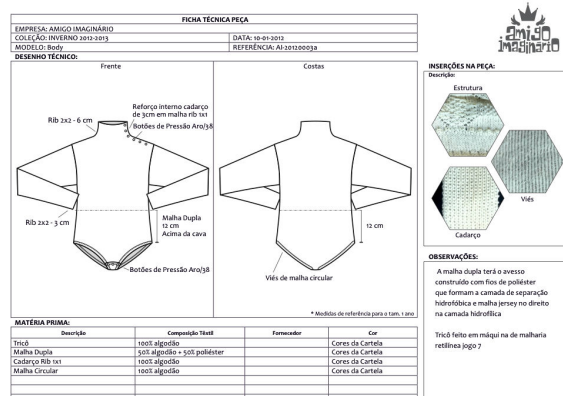 FICHA TÉCNICA PEÇA
EMPRESA: AMIGO IMAGINÁRIO
COLEÇÃO: INVERNO 2012-2013
DATA: 10-01-2012
MODELO: Body
REFERÊNCIA: AI-20120003a
DESENHO TÉCNICO:
Frente
Rib 2x2 - 6 cm
Reforço interno cadarço
de 3cm em malha rib 1x1
Botões de Pressão Aro/38
Rib 2x2 - 3 cm
Malha Dupla
12 cm
Acima da cava
Botões de Pressão Aro/38
Costas
12 cm
Viés de malha circular
* Medidas de referência para o tam. 1 ano
MATÉRIA PRIMA:
Descrição Composição Têxtil Fornecedor Cor
Tricô 100% algodão Cores da Cartela
Malha Dupla 50% algodão + 50% poliéster Cores da Cartela
Cadarço Rib 1x1 100% algodão Cores da Cartela
Malha Circular 100% algodão Cores da Cartela
amigo
imaginário
INSERÇÕES NA PEÇA:
Descrição:
Estrutura
Viés
Cadarço
OBSERVAÇÕES:
A malha dupla terá o avesso
construído com fios de poliéster
que formam a camada de separação
hidrofóbica e malha jersey no direito
na camada hidrofílica
Tricô feito em máqui na de malharia
retilínea jogo 7